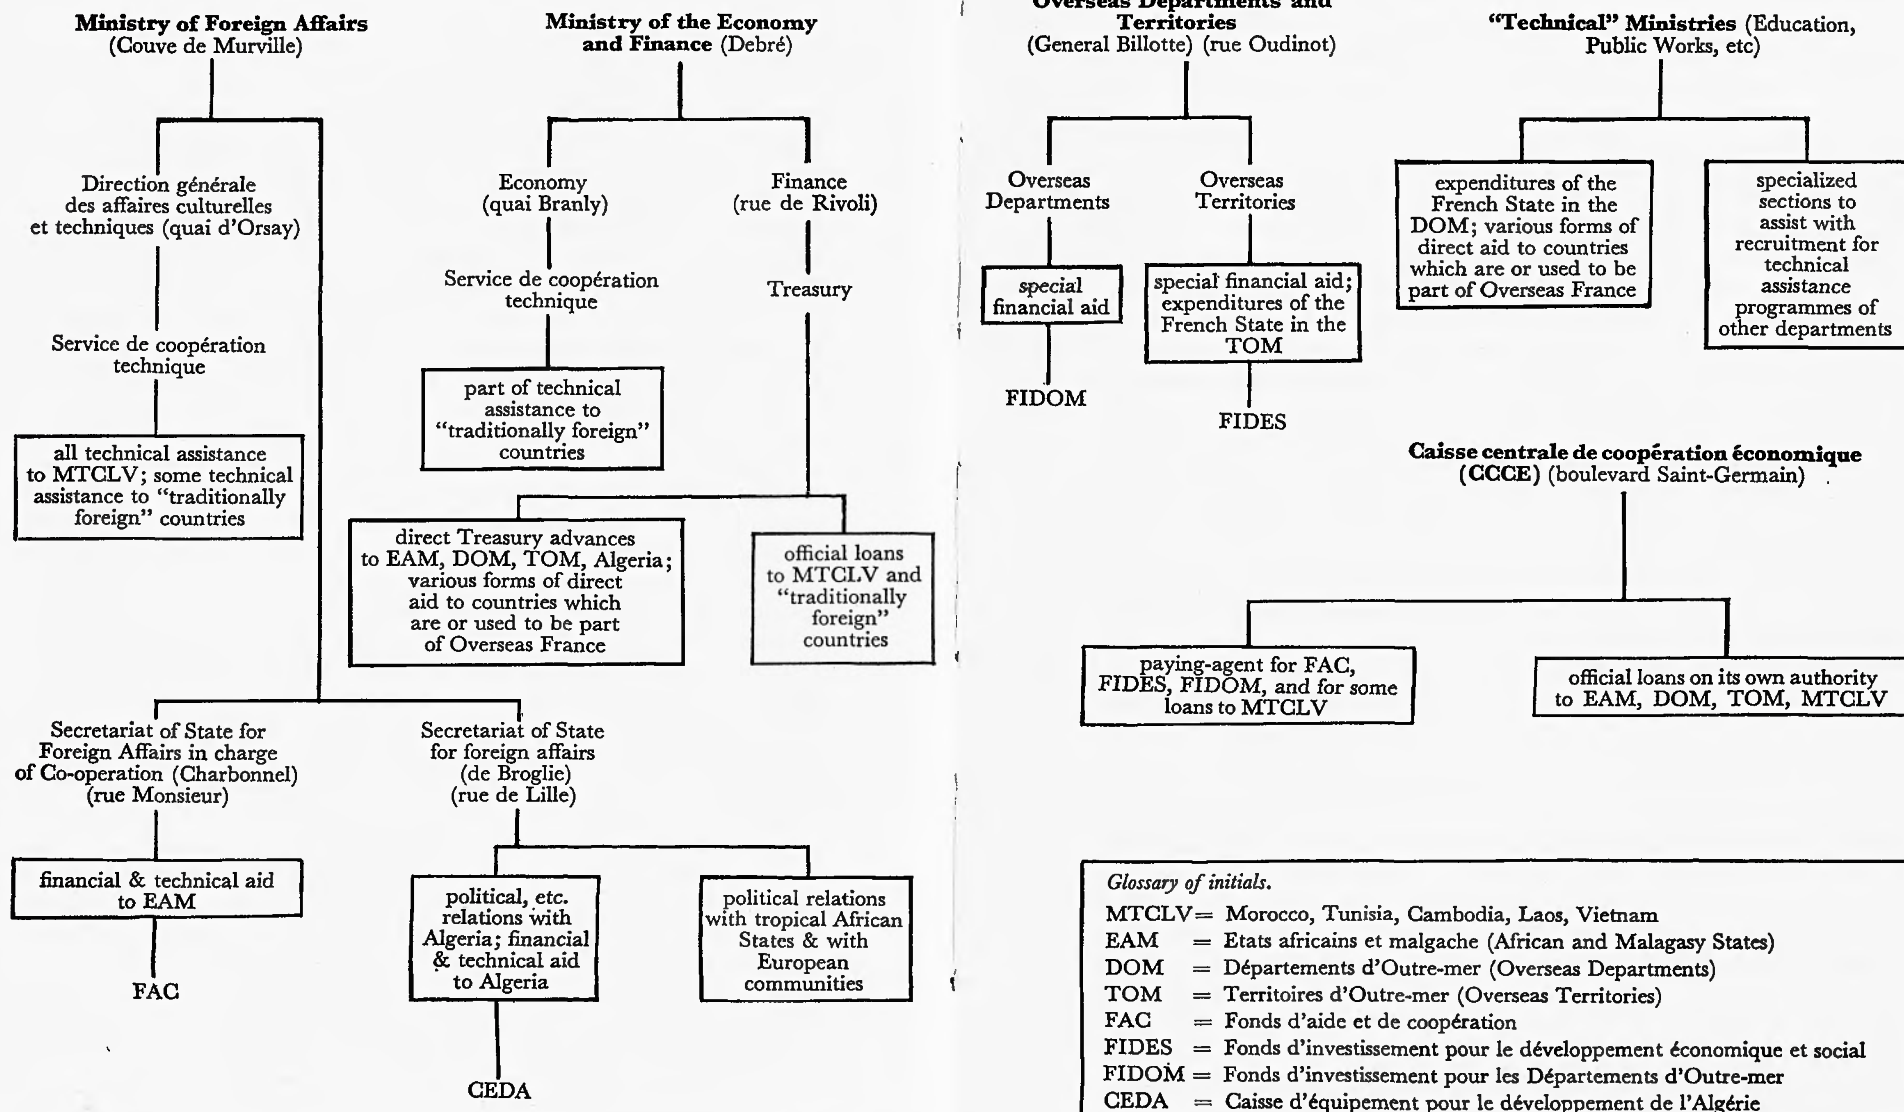 Ministry of Foreign Affairs
(Couve de Murville)
Direction générale
des affaires culturelles
et techniques (quai d'Orsay)
Service de coopération
technique
all technical assistance
to MTCLV; some technical
assistance to "traditionally
foreign" countries
Secretariat of State for
Foreign Affairs in charge
of Co-operation (Charbonnel)
(rue Monsieur)
financial & technical aid
to EAM
FAC
Secretariat of State
for foreign affairs
(de Broglie)
(rue de Lille)
political, etc.
relations with
Algeria; financial
& technical aid
to Algeria
CEDA
political relations
with tropical African
States & with
European
communities
Ministry of the Economy
and Finance (Debré)
Economy
(quai Branly)
Service de coopération
technique
part of technical
assistance to
"traditionally foreign"
countries
Finance
(rue de Rivoli)
Treasury
direct Treasury advances
to EAM, DOM, TOM, Algeria;
various forms of direct
aid to countries which
are or used to be part
of Overseas France
official loans
to MTCLV and
"traditionally
foreign"
countries
Overseas Departments and
Territories
(General Billotte) (rue Oudinot)
Overseas
Departments
special
financial aid
FIDOM
Overseas
Territories
special financial aid;
expenditures of the
French State in the
TOM
FIDES
"Technical" Ministries (Education,
Public Works, etc)
expenditures of the
French State in the
DOM; various forms of
direct aid to countries
which are or used to be
part of Overseas France
specialized
sections to
assist with
recruitment for
technical
assistance
programmes of
other departments
Caisse centrale de coopération économique
(CCCE) (boulevard Saint-Germain)
paying-agent for FAC,
FIDES, FIDOM, and for some
loans to MTCLV
official loans on its own authority
to EAM, DOM, TOM, MTCLV
Glossary of initials.
MTCLV = Morocco, Tunisia, Cambodia, Laos, Vietnam
EAM = Etats africains et malgache (African and Malagasy States)
DOM = Départements d'Outre-mer (Overseas Departments)
TOM = Territoires d'Outre-mer (Overseas Territories)
FAC = Fonds d'aide et de coopération
FIDES = Fonds d'investissement pour le développement économique et social
FIDOM = Fonds d'investissement pour les Départements d'Outre-mer
CEDA = Caisse d'équipement pour le développement de l'Algérie